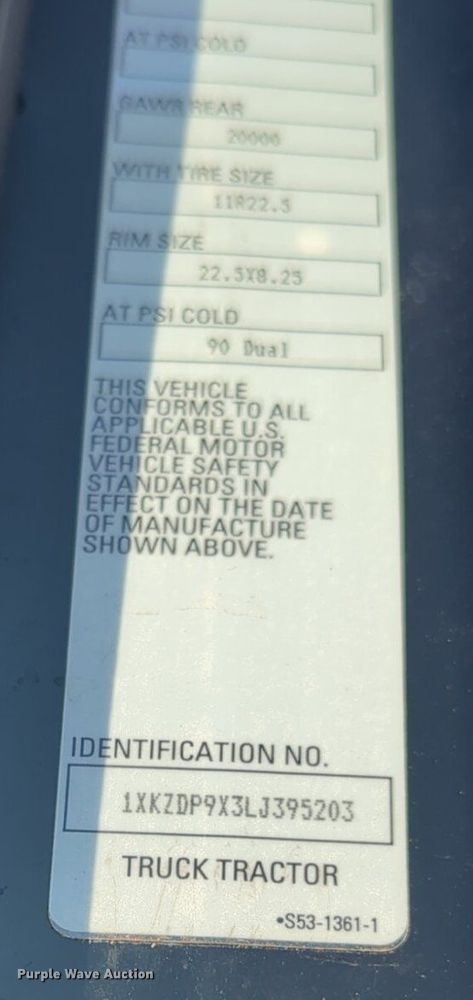 AT PSI COLD
GAWR REAR
20000
WITH TIRE SIZE
11R22.5
RIM SIZE
22.5X8.25
AT PSI COLD
90 Dual
THIS VEHICLE
CONFORMS TO ALL
APPLICABLE U.S.
FEDERAL MOTOR
VEHICLE SAFETY
STANDARDS IN
EFFECT ON THE DATE
OF MANUFACTURE
SHOWN ABOVE.
IDENTIFICATION NO.
1XKZDP9X3LJ395203
TRUCK TRACTOR
•S53-1361-1
Purple Wave Auction